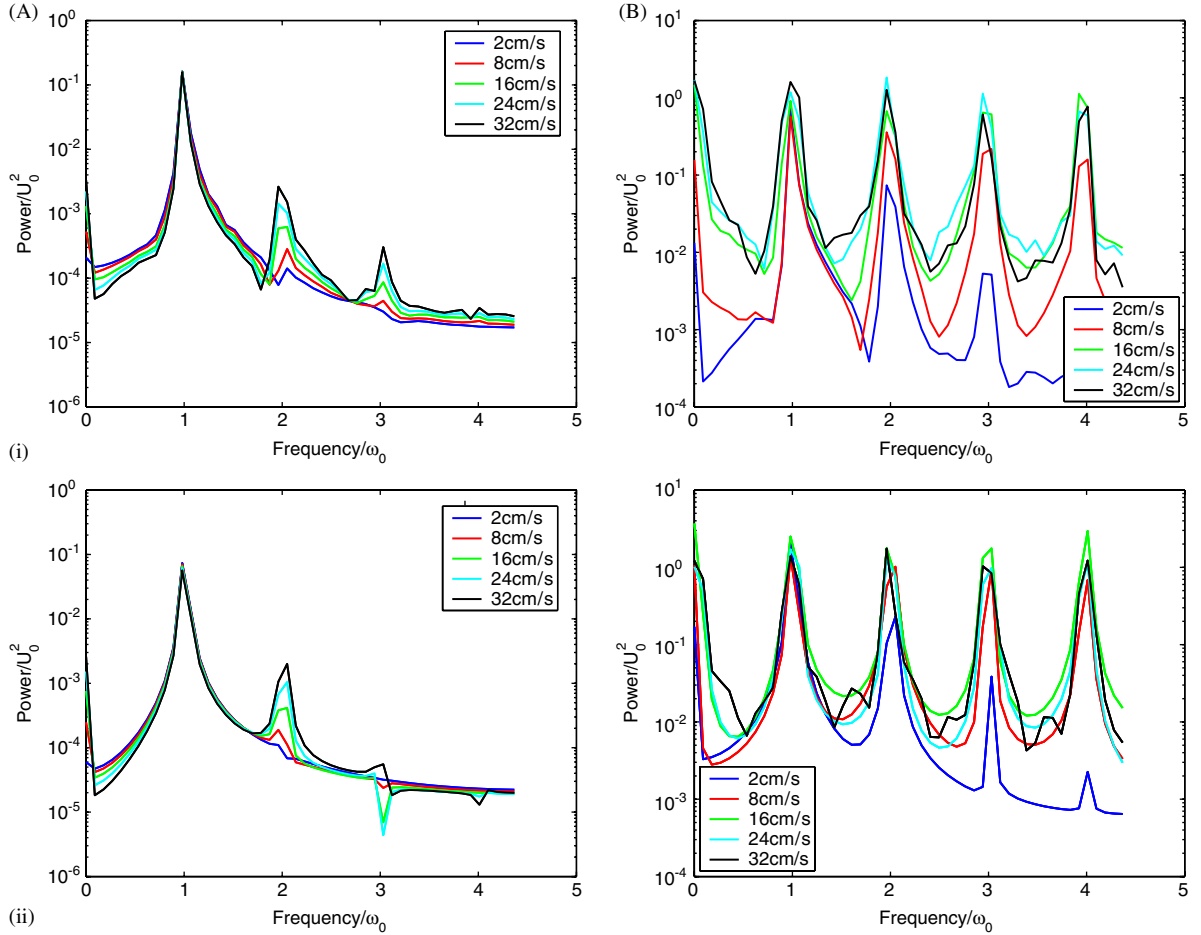 (A)
10^0
10^-1
10^-2
10^-3
10^-4
10^-5
10^-6
Power/U_0^2
0 1 2 3 4 5
Frequency/ω_0
2cm/s
8cm/s
16cm/s
24cm/s
32cm/s
(B)
10^1
10^0
10^-1
10^-2
10^-3
10^-4
Power/U_0^2
0 1 2 3 4 5
Frequency/ω_0
2cm/s
8cm/s
16cm/s
24cm/s
32cm/s
(i)
10^0
10^-1
10^-2
10^-3
10^-4
10^-5
10^-6
Power/U_0^2
0 1 2 3 4 5
Frequency/ω_0
2cm/s
8cm/s
16cm/s
24cm/s
32cm/s
10^1
10^0
10^-1
10^-2
10^-3
10^-4
Power/U_0^2
0 1 2 3 4 5
Frequency/ω_0
2cm/s
8cm/s
16cm/s
24cm/s
32cm/s
(ii)